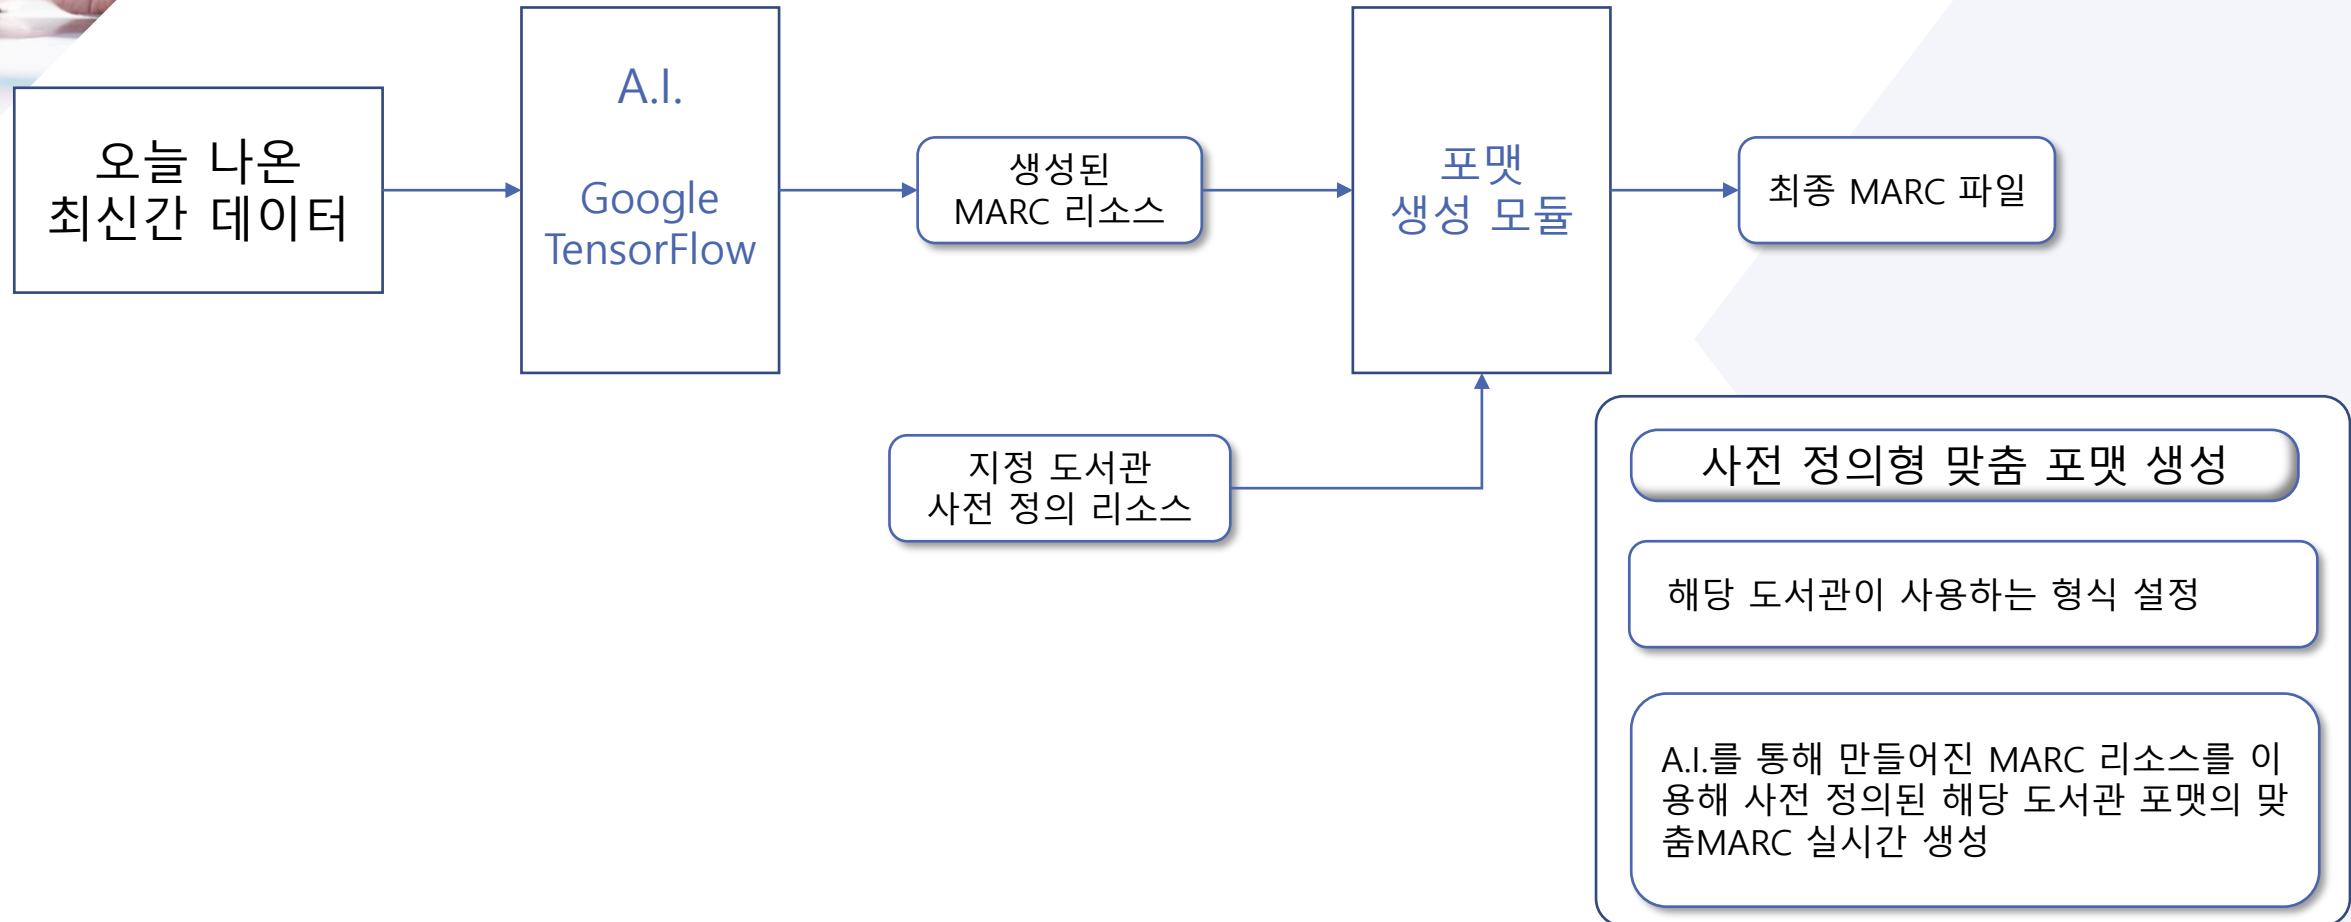 오늘 나온
최신간 데이터
A.I.
Google
TensorFlow
생성된
MARC 리소스
포맷
생성 모듈
최종 MARC 파일
지정 도서관
사전 정의 리소스
사전 정의형 맞춤 포맷 생성
해당 도서관이 사용하는 형식 설정
A.I.를 통해 만들어진 MARC 리소스를 이
용해 사전 정의된 해당 도서관 포맷의 맞
춤MARC 실시간 생성